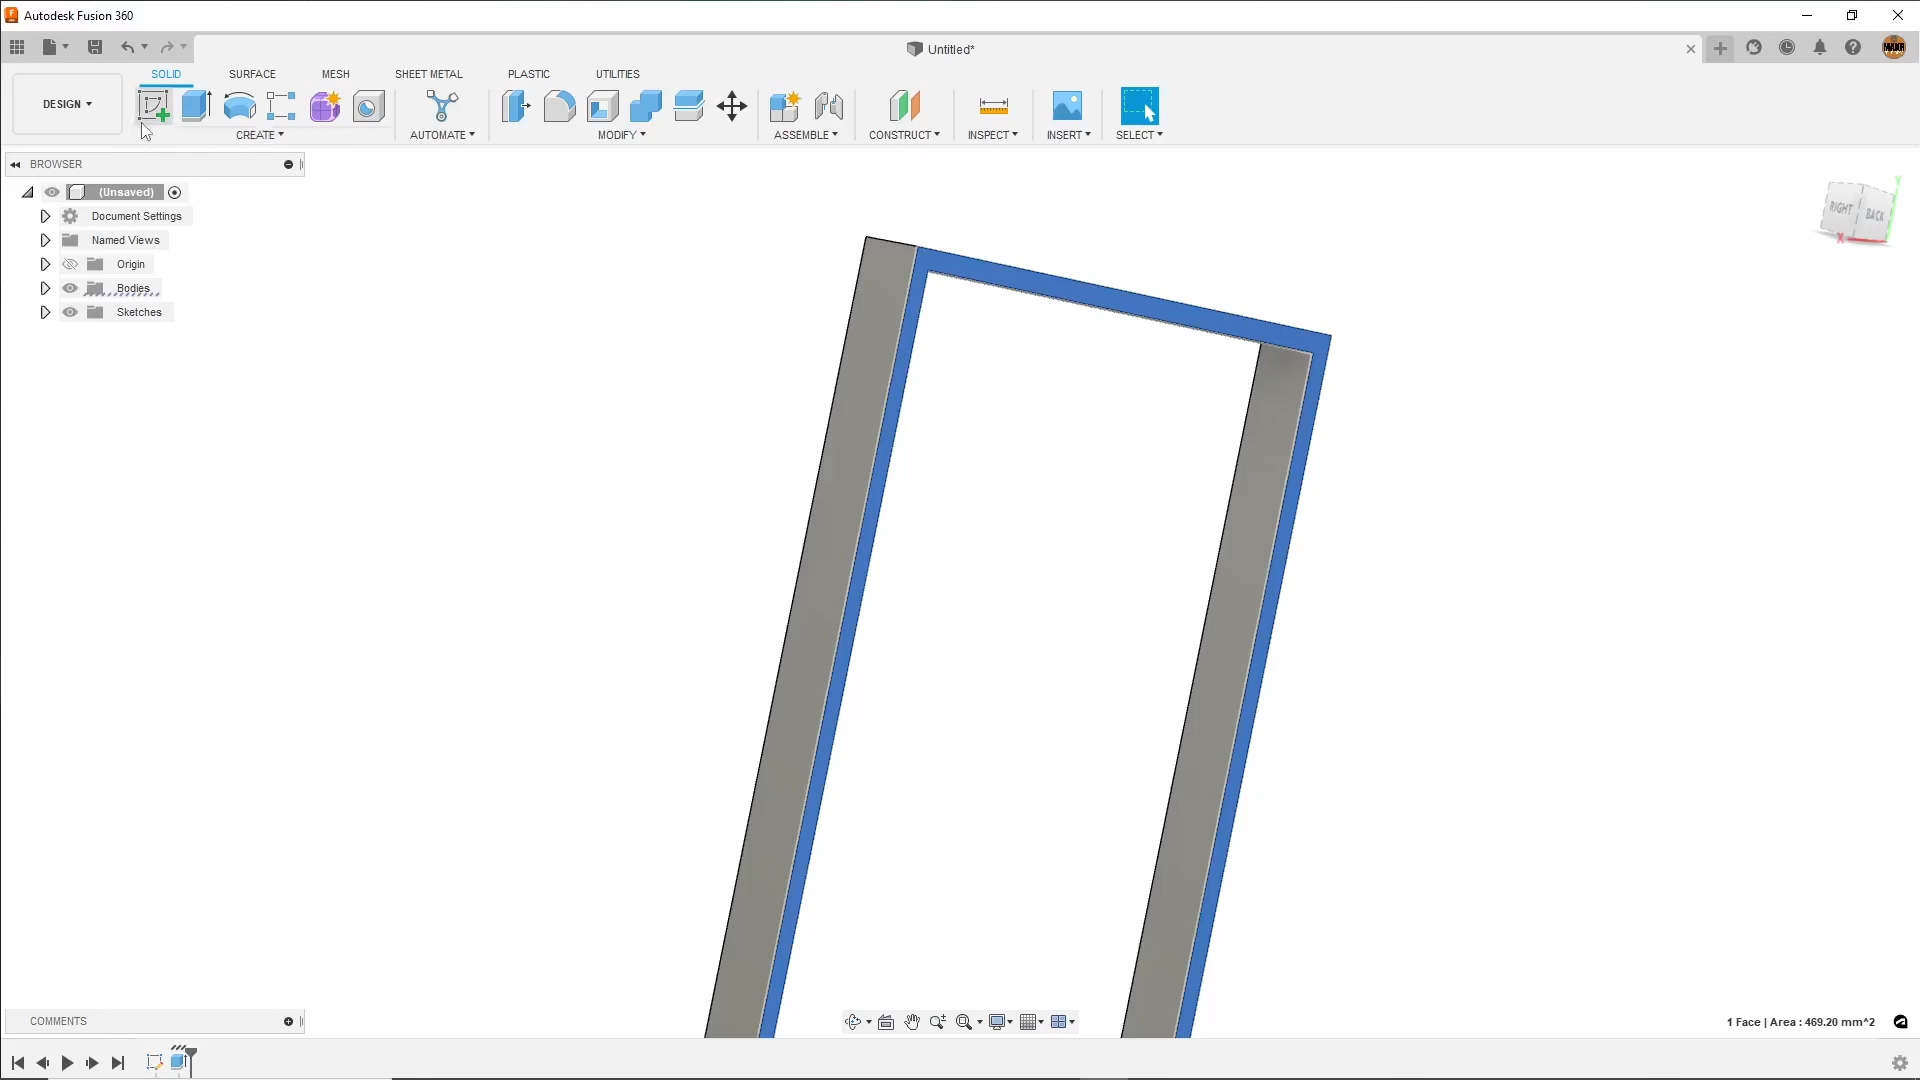 Autodesk Fusion 360
Untitled*
SOLID SURFACE MESH SHEET METAL PLASTIC UTILITIES
DESIGN
CREATE AUTOMATE MODIFY ASSEMBLE CONSTRUCT INSPECT INSERT SELECT
BROWSER
(Unsaved)
Document Settings
Named Views
Origin
Bodies
Sketches
RIGHT BACK
Y
X
COMMENTS
1 Face | Area : 469.20 mm^2